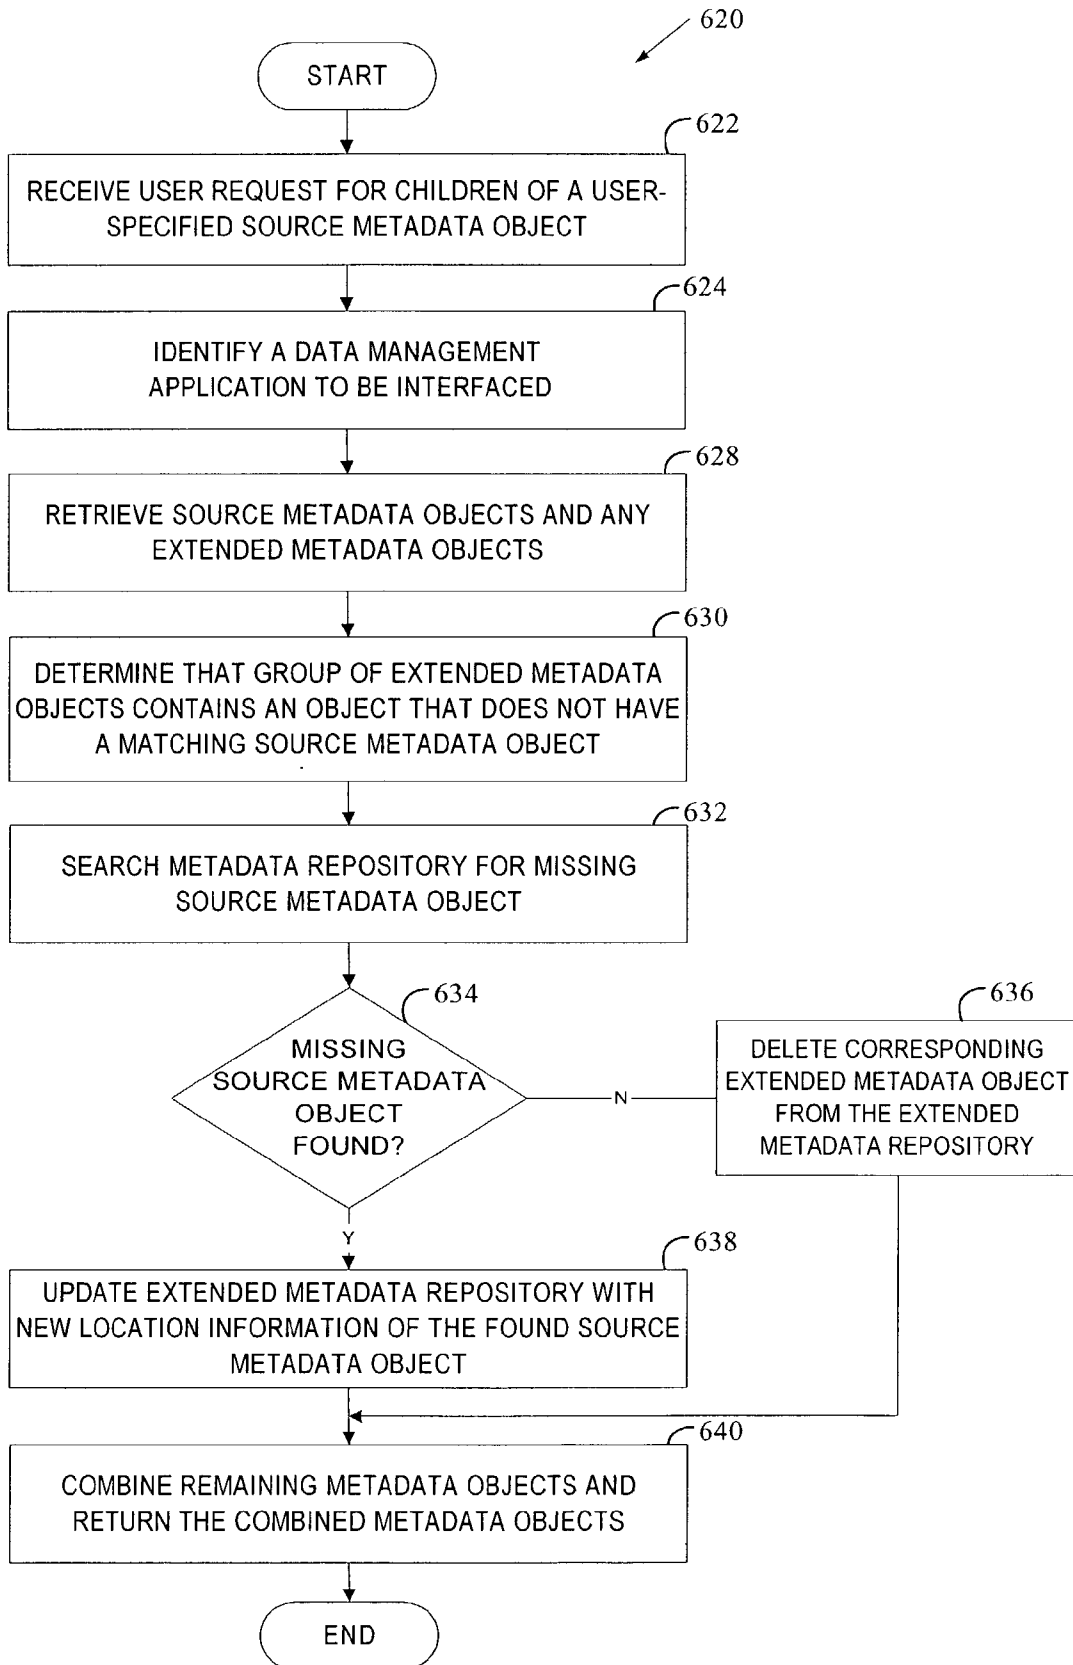 620
START
622
RECEIVE USER REQUEST FOR CHILDREN OF A USER-
SPECIFIED SOURCE METADATA OBJECT
624
IDENTIFY A DATA MANAGEMENT
APPLICATION TO BE INTERFACED
628
RETRIEVE SOURCE METADATA OBJECTS AND ANY
EXTENDED METADATA OBJECTS
630
DETERMINE THAT GROUP OF EXTENDED METADATA
OBJECTS CONTAINS AN OBJECT THAT DOES NOT HAVE
A MATCHING SOURCE METADATA OBJECT
632
SEARCH METADATA REPOSITORY FOR MISSING
SOURCE METADATA OBJECT
634
MISSING
SOURCE METADATA
OBJECT
FOUND?
N
636
DELETE CORRESPONDING
EXTENDED METADATA OBJECT
FROM THE EXTENDED
METADATA REPOSITORY
Y
638
UPDATE EXTENDED METADATA REPOSITORY WITH
NEW LOCATION INFORMATION OF THE FOUND SOURCE
METADATA OBJECT
640
COMBINE REMAINING METADATA OBJECTS AND
RETURN THE COMBINED METADATA OBJECTS
END